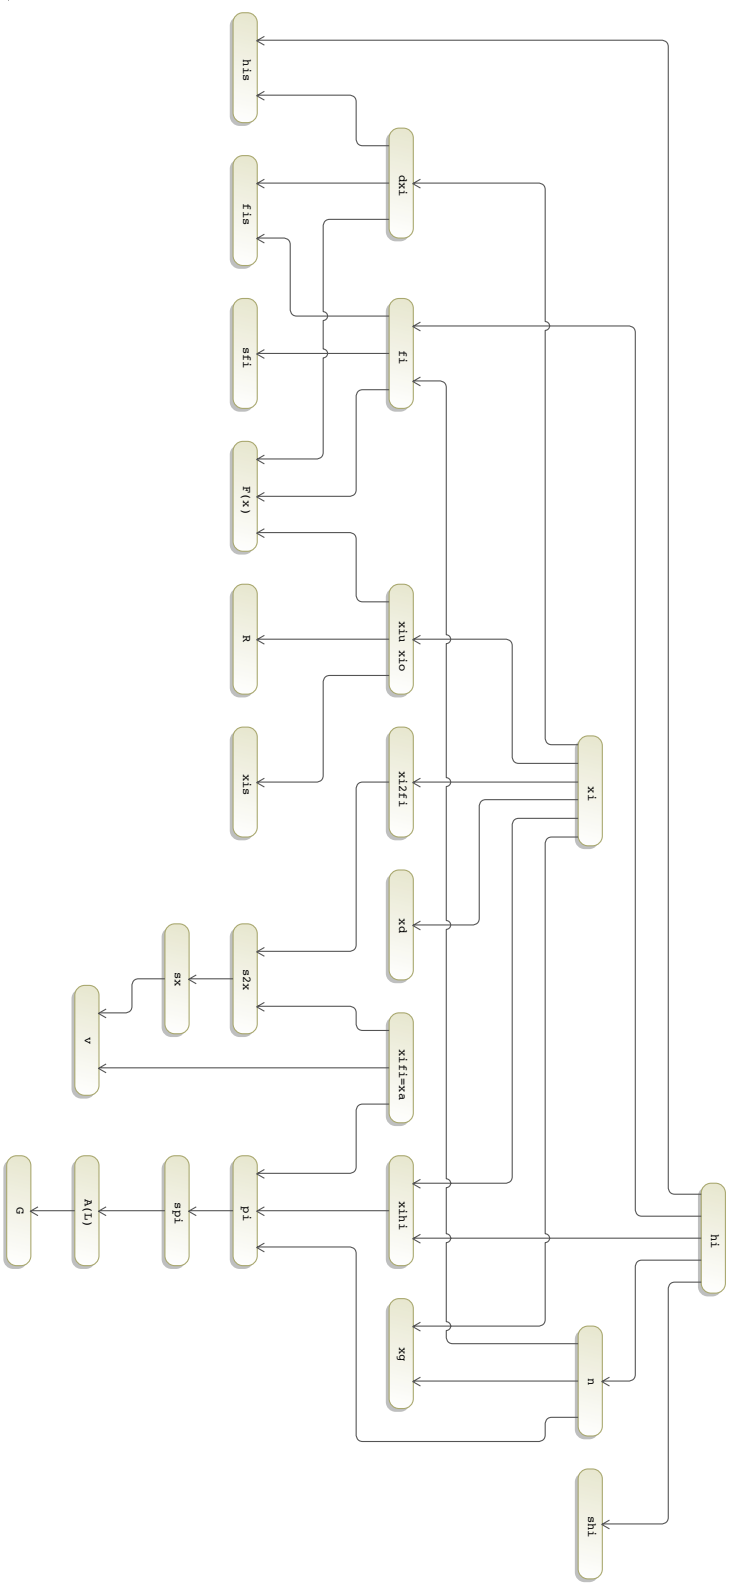 hi
xi
n
shi
dxi
fi
xiu xio
xi2fi
xd
xifi=xa
xihi
xg
his
fis
sfi
F(x)
R
xis
s2x
pi
sx
spi
v
A(L)
G